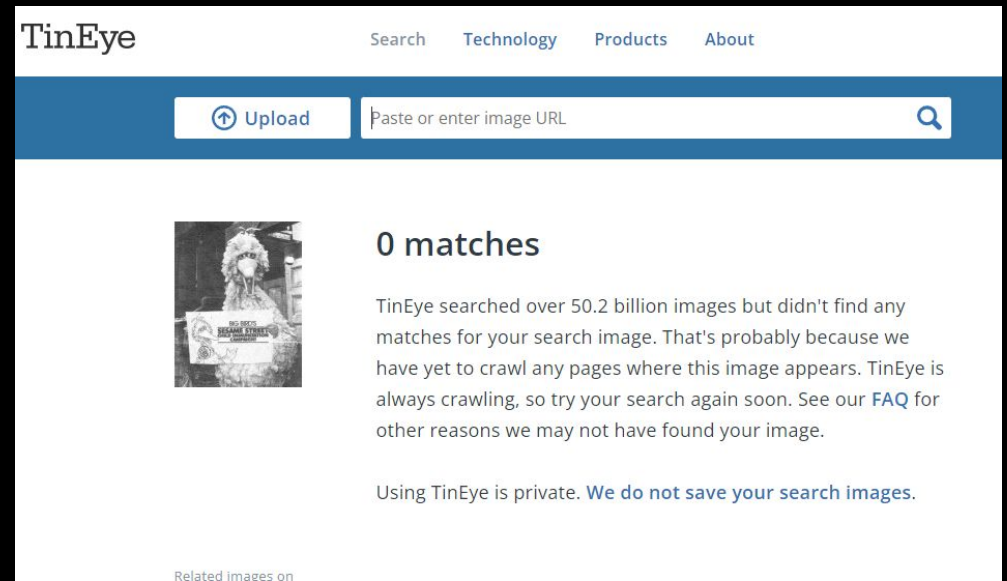 TinEye
Search Technology Products About
Upload Paste or enter image URL
BIG BIRD'S
SESAME STREET
CHILD IMMUNIZATION
CAMPAIGN
0 matches
TinEye searched over 50.2 billion images but didn't find any
matches for your search image. That's probably because we
have yet to crawl any pages where this image appears. TinEye is
always crawling, so try your search again soon. See our FAQ for
other reasons we may not have found your image.
Using TinEye is private. We do not save your search images.
Related images on